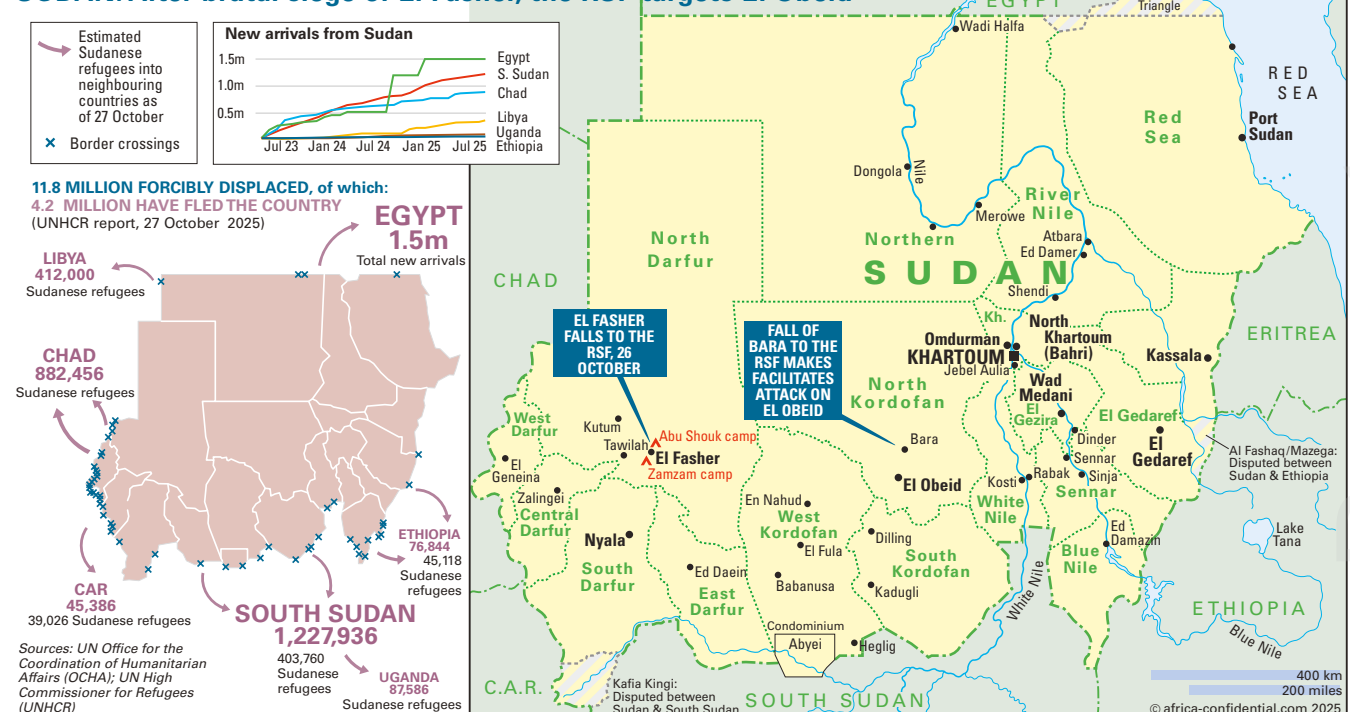 SUDAN: After brutal siege of El Fasher, the RSF targets El Obeid
Estimated
Sudanese
refugees into
neighbouring
countries as
of 27 October
Border crossings
New arrivals from Sudan
1.5m
1.0m
0.5m
Egypt
S. Sudan
Chad
Libya
Uganda
Ethiopia
Jul 23 Jan 24 Jul 24 Jan 25 Jul 25
11.8 MILLION FORCIBLY DISPLACED, of which:
4.2 MILLION HAVE FLED THE COUNTRY
(UNHCR report, 27 October 2025)
EGYPT
1.5m
Total new arrivals
LIBYA
412,000
Sudanese refugees
CHAD
882,456
Sudanese refugees
CAR
45,386
39,026 Sudanese refugees
SOUTH SUDAN
1,227,936
403,760
Sudanese
refugees
ETHIOPIA
76,844
45,118
Sudanese
refugees
UGANDA
87,586
Sudanese refugees
Sources: UN Office for the
Coordination of Humanitarian
Affairs (OCHA); UN High
Commissioner for Refugees
(UNHCR)
EGYPT
Triangle
Wadi Halfa
RED
SEA
Red
Sea
Port
Sudan
Dongola
Nile
Merowe
River
Nile
Northern
Atbara
Ed Damer
North
Darfur
SUDAN
CHAD
Shendi
Kh.
EL FASHER
FALLS TO THE
RSF, 26
OCTOBER
FALL OF
BARA TO THE
RSF MAKES
FACILITATES
ATTACK ON
EL OBEID
Omdurman
KHARTOUM
North
Khartoum
(Bahri)
Jebel Aulia
ERITREA
Kassala
Wad
Medani
North
Kordofan
El
Gezira
El Gedaref
West
Darfur
Kutum
Tawilah
Abu Shouk camp
El Fasher
Zamzam camp
Bara
Dinder
El
Gedaref
Al Fashaq/Mazega:
Disputed between
Sudan & Ethiopia
El
Geneina
Sennar
El Obeid
Kosti
Rabak
Sinja
Zalingei
Sennar
En Nahud
White
Nile
Central
Darfur
West
Kordofan
Nyala
Dilling
Ed
Damazin
Lake
Tana
El Fula
Blue
Nile
South
Kordofan
South
Darfur
Ed Daein
Babanusa
Kadugli
East
Darfur
White Nile
ETHIOPIA
Condominium
Abyei
Heglig
Blue Nile
C.A.R.
Kafia Kingi:
Disputed between
Sudan & South Sudan
SOUTH SUDAN
400 km
200 miles
© africa-confidential.com 2025